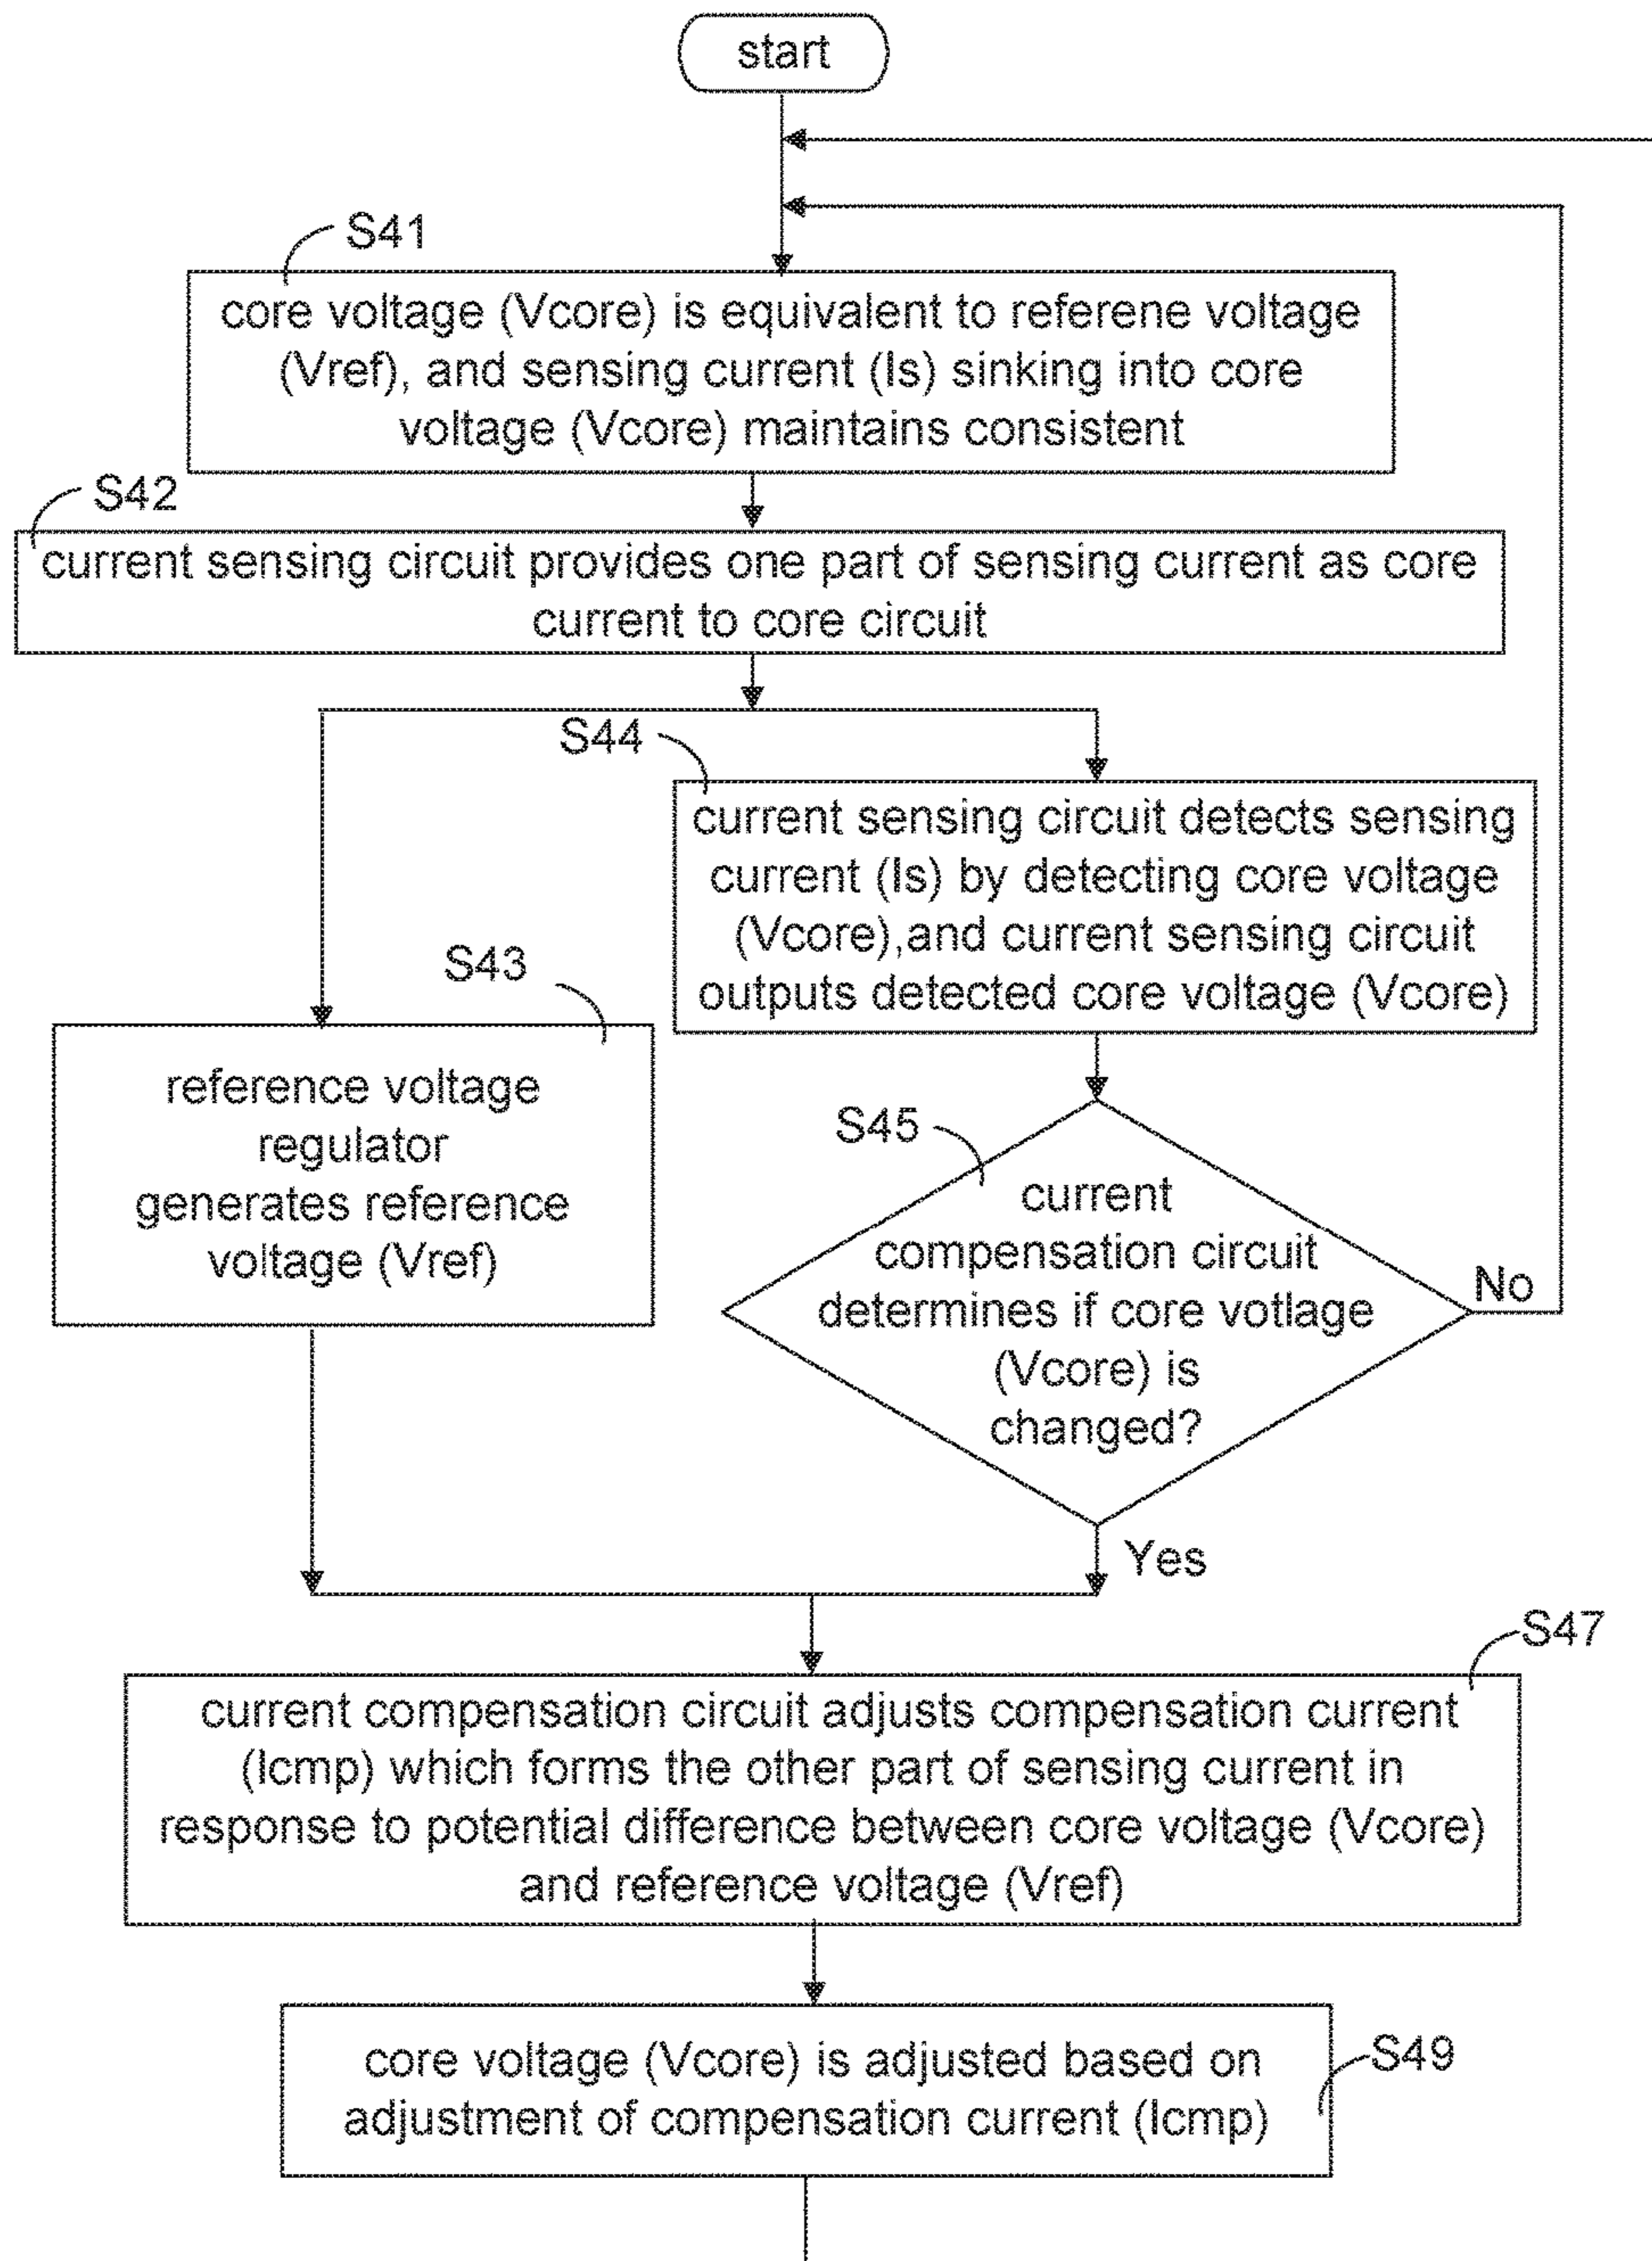 start
S41
core voltage (Vcore) is equivalent to referene voltage
(Vref), and sensing current (Is) sinking into core
voltage (Vcore) maintains consistent
S42
current sensing circuit provides one part of sensing current as core
current to core circuit
S44
current sensing circuit detects sensing
current (Is) by detecting core voltage
(Vcore),and current sensing circuit
outputs detected core voltage (Vcore)
S43
reference voltage
regulator
generates reference
voltage (Vref)
S45
current
compensation circuit
determines if core votlage
(Vcore) is
changed?
No
Yes
S47
current compensation circuit adjusts compensation current
(Icmp) which forms the other part of sensing current in
response to potential difference between core voltage (Vcore)
and reference voltage (Vref)
core voltage (Vcore) is adjusted based on
adjustment of compensation current (Icmp)
S49